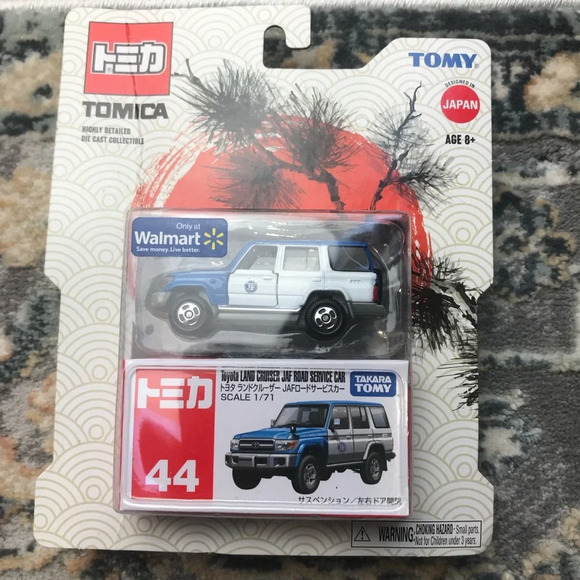 トミカ
TOMICA
HIGHLY DETAILED
DIE CAST COLLECTIBLE
TOMY
DESIGNED IN
JAPAN
AGE 8+
Only at
Walmart
Save money. Live better.
Toyota LAND CRUISER JAF ROAD SERVICE CAR
トヨタ ランドクルーザー JAFロードサービスカー
SCALE 1/71
TAKARA
TOMY
トミカ
44
サスペンション/左右ドア開閉
WARNING: CHOKING HAZARD-Small parts.
Not for Children under 3 years.